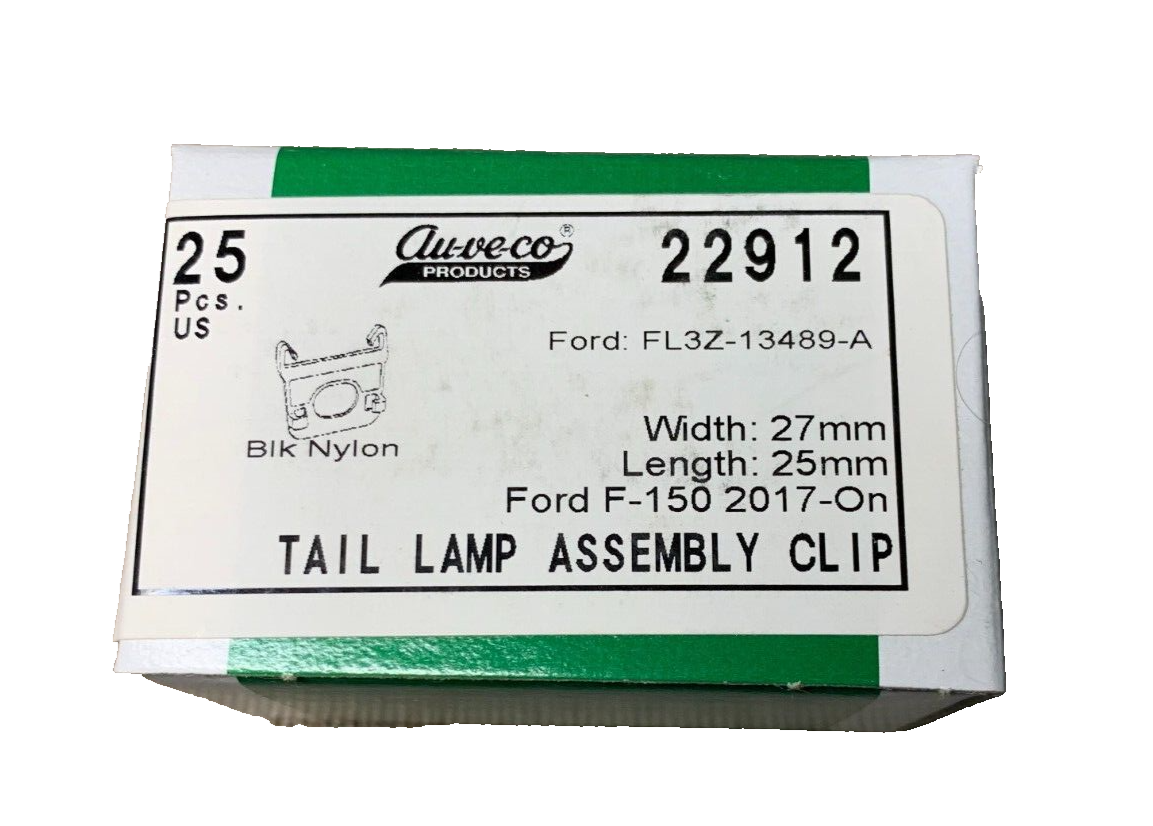 25
Pcs.
US
au-ve-co®
PRODUCTS
22912
Ford: FL3Z-13489-A
Blk Nylon
Width: 27mm
Length: 25mm
Ford F-150 2017-On
TAIL LAMP ASSEMBLY CLIP